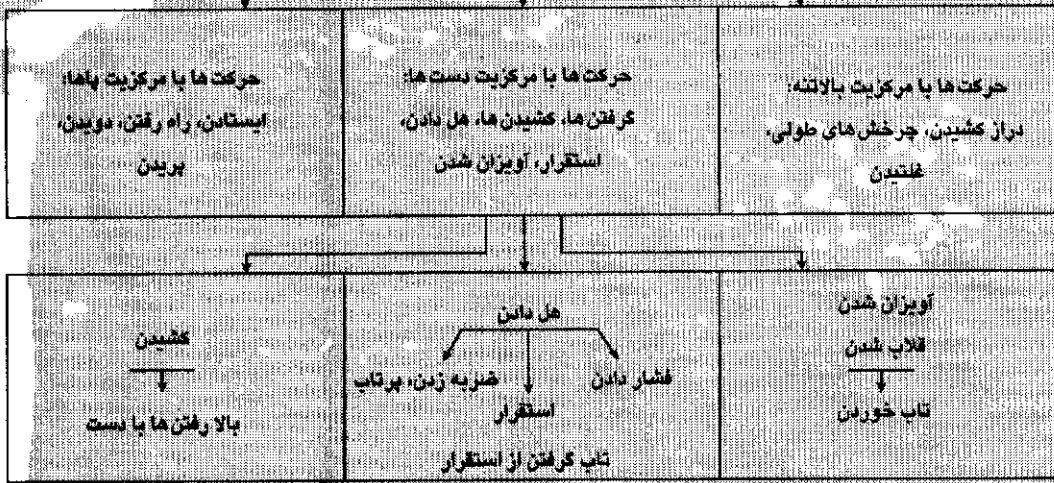 حرکت ها با مرکزیت بالاتنه:
دراز کشیدن، چرخش های طولی،
غلتیدن
حرکت ها با مرکزیت دست ها:
گرفتن ها، کشیدن ها، هل دادن،
استقرار، آویزان شدن
حرکت ها با مرکزیت پاها:
ایستادن، راه رفتن، دویدن،
پریدن
آویزان شدن
قلاب شدن
تاب خوردن
هل دادن
فشار دادن
ضربه زدن، پرتاب
استقرار
تاب گرفتن از استقرار
کشیدن
بالا رفتن ها با دست